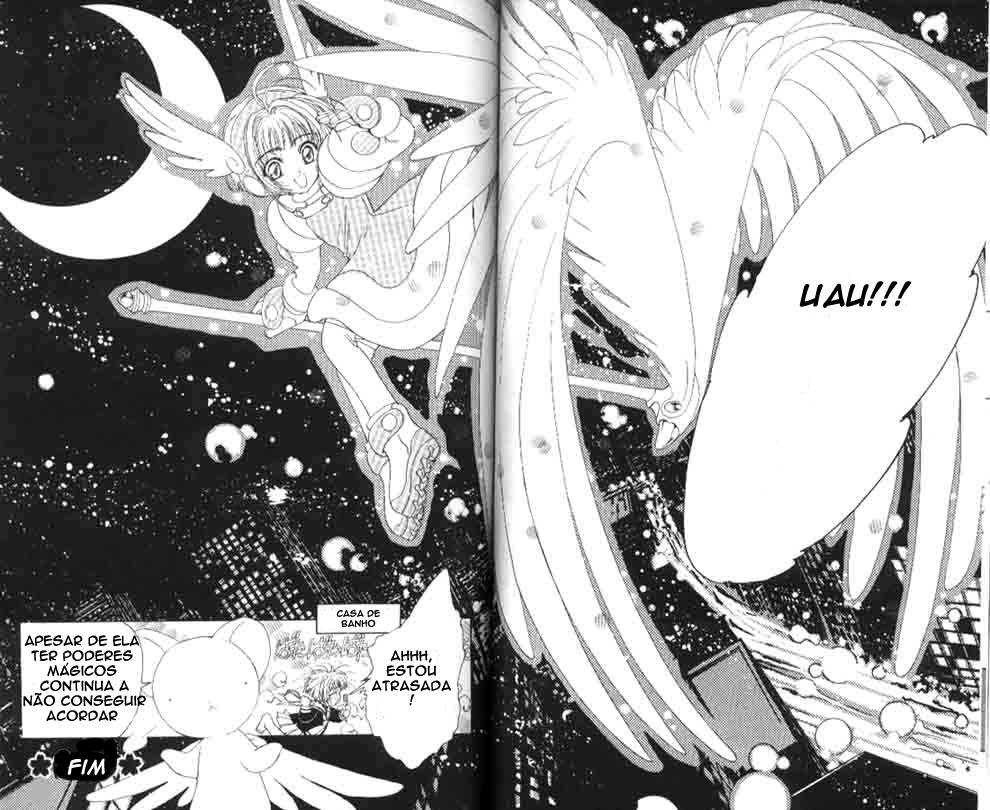 UAU!!!
CASA DE
BANHO
APESAR DE ELA
TER PODERES
MÁGICOS
CONTINUA A
NÃO CONSEGUIR
ACORDAR
AHHH,
ESTOU
ATRASADA
!
FIM